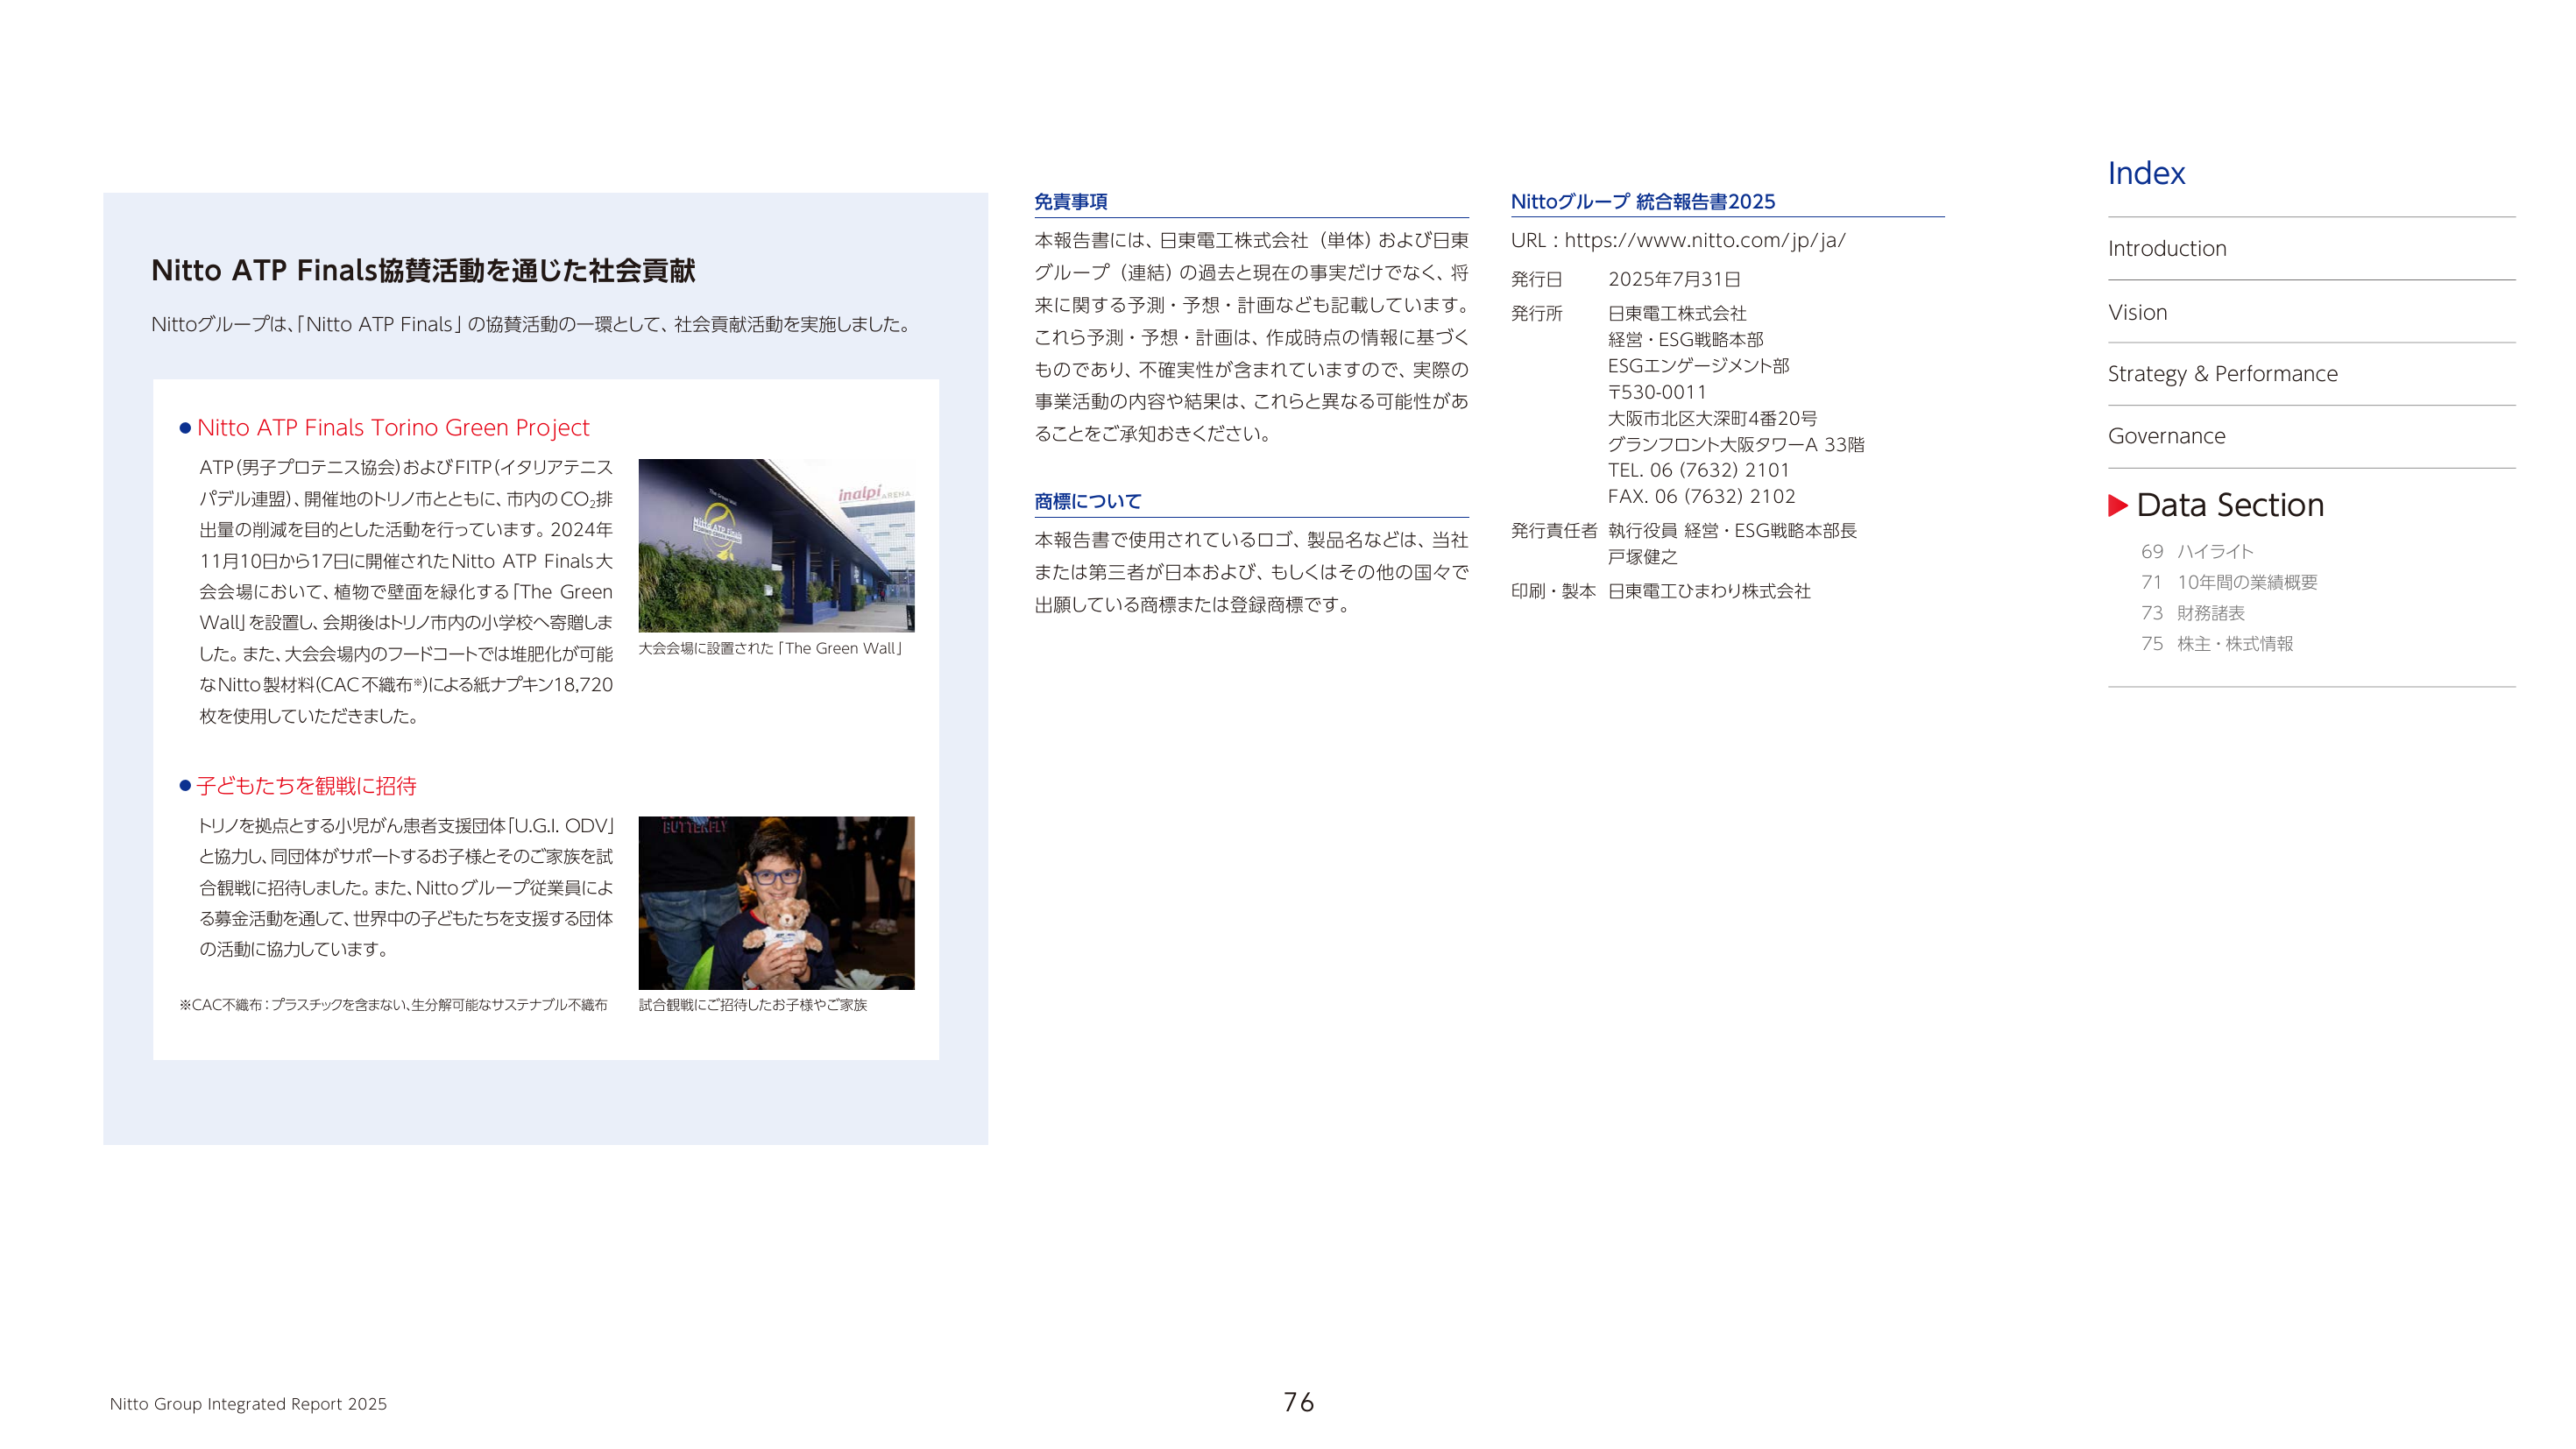 Nitto ATP Finals協賛活動を通じた社会貢献
Nittoグループは、「Nitto ATP Finals」の協賛活動の一環として、社会貢献活動を実施しました。
● Nitto ATP Finals Torino Green Project
ATP(男子プロテニス協会)およびFITP(イタリアテニス
パデル連盟)、開催地のトリノ市とともに、市内のCO₂排
出量の削減を目的とした活動を行っています。2024年
11月10日から17日に開催されたNitto ATP Finals大
会会場において、植物で壁面を緑化する「The Green
Wall」を設置し、会期後はトリノ市内の小学校へ寄贈しま
した。また、大会会場内のフードコートでは堆肥化が可能
なNitto製材料(CAC不織布※)による紙ナプキン18,720
枚を使用していただきました。
The Green Wall
Nitto ATP Finals
inalpi ARENA
大会会場に設置された「The Green Wall」
● 子どもたちを観戦に招待
トリノを拠点とする小児がん患者支援団体「U.G.I. ODV」
と協力し、同団体がサポートするお子様とそのご家族を試
合観戦に招待しました。また、Nittoグループ従業員によ
る募金活動を通して、世界中の子どもたちを支援する団体
の活動に協力しています。
BUTTERFLY
※CAC不織布：プラスチックを含まない、生分解可能なサステナブル不織布
試合観戦にご招待したお子様やご家族
免責事項
本報告書には、日東電工株式会社（単体）および日東
グループ（連結）の過去と現在の事実だけでなく、将
来に関する予測・予想・計画なども記載しています。
これら予測・予想・計画は、作成時点の情報に基づく
ものであり、不確実性が含まれていますので、実際の
事業活動の内容や結果は、これらと異なる可能性があ
ることをご承知おきください。
商標について
本報告書で使用されているロゴ、製品名などは、当社
または第三者が日本および、もしくはその他の国々で
出願している商標または登録商標です。
Nittoグループ 統合報告書2025
URL : https://www.nitto.com/jp/ja/
発行日 2025年7月31日
発行所 日東電工株式会社
経営・ESG戦略本部
ESGエンゲージメント部
〒530-0011
大阪市北区大深町4番20号
グランフロント大阪タワーA 33階
TEL. 06 (7632) 2101
FAX. 06 (7632) 2102
発行責任者 執行役員 経営・ESG戦略本部長
戸塚健之
印刷・製本 日東電工ひまわり株式会社
Index
Introduction
Vision
Strategy & Performance
Governance
▶ Data Section
69 ハイライト
71 10年間の業績概要
73 財務諸表
75 株主・株式情報
Nitto Group Integrated Report 2025
76